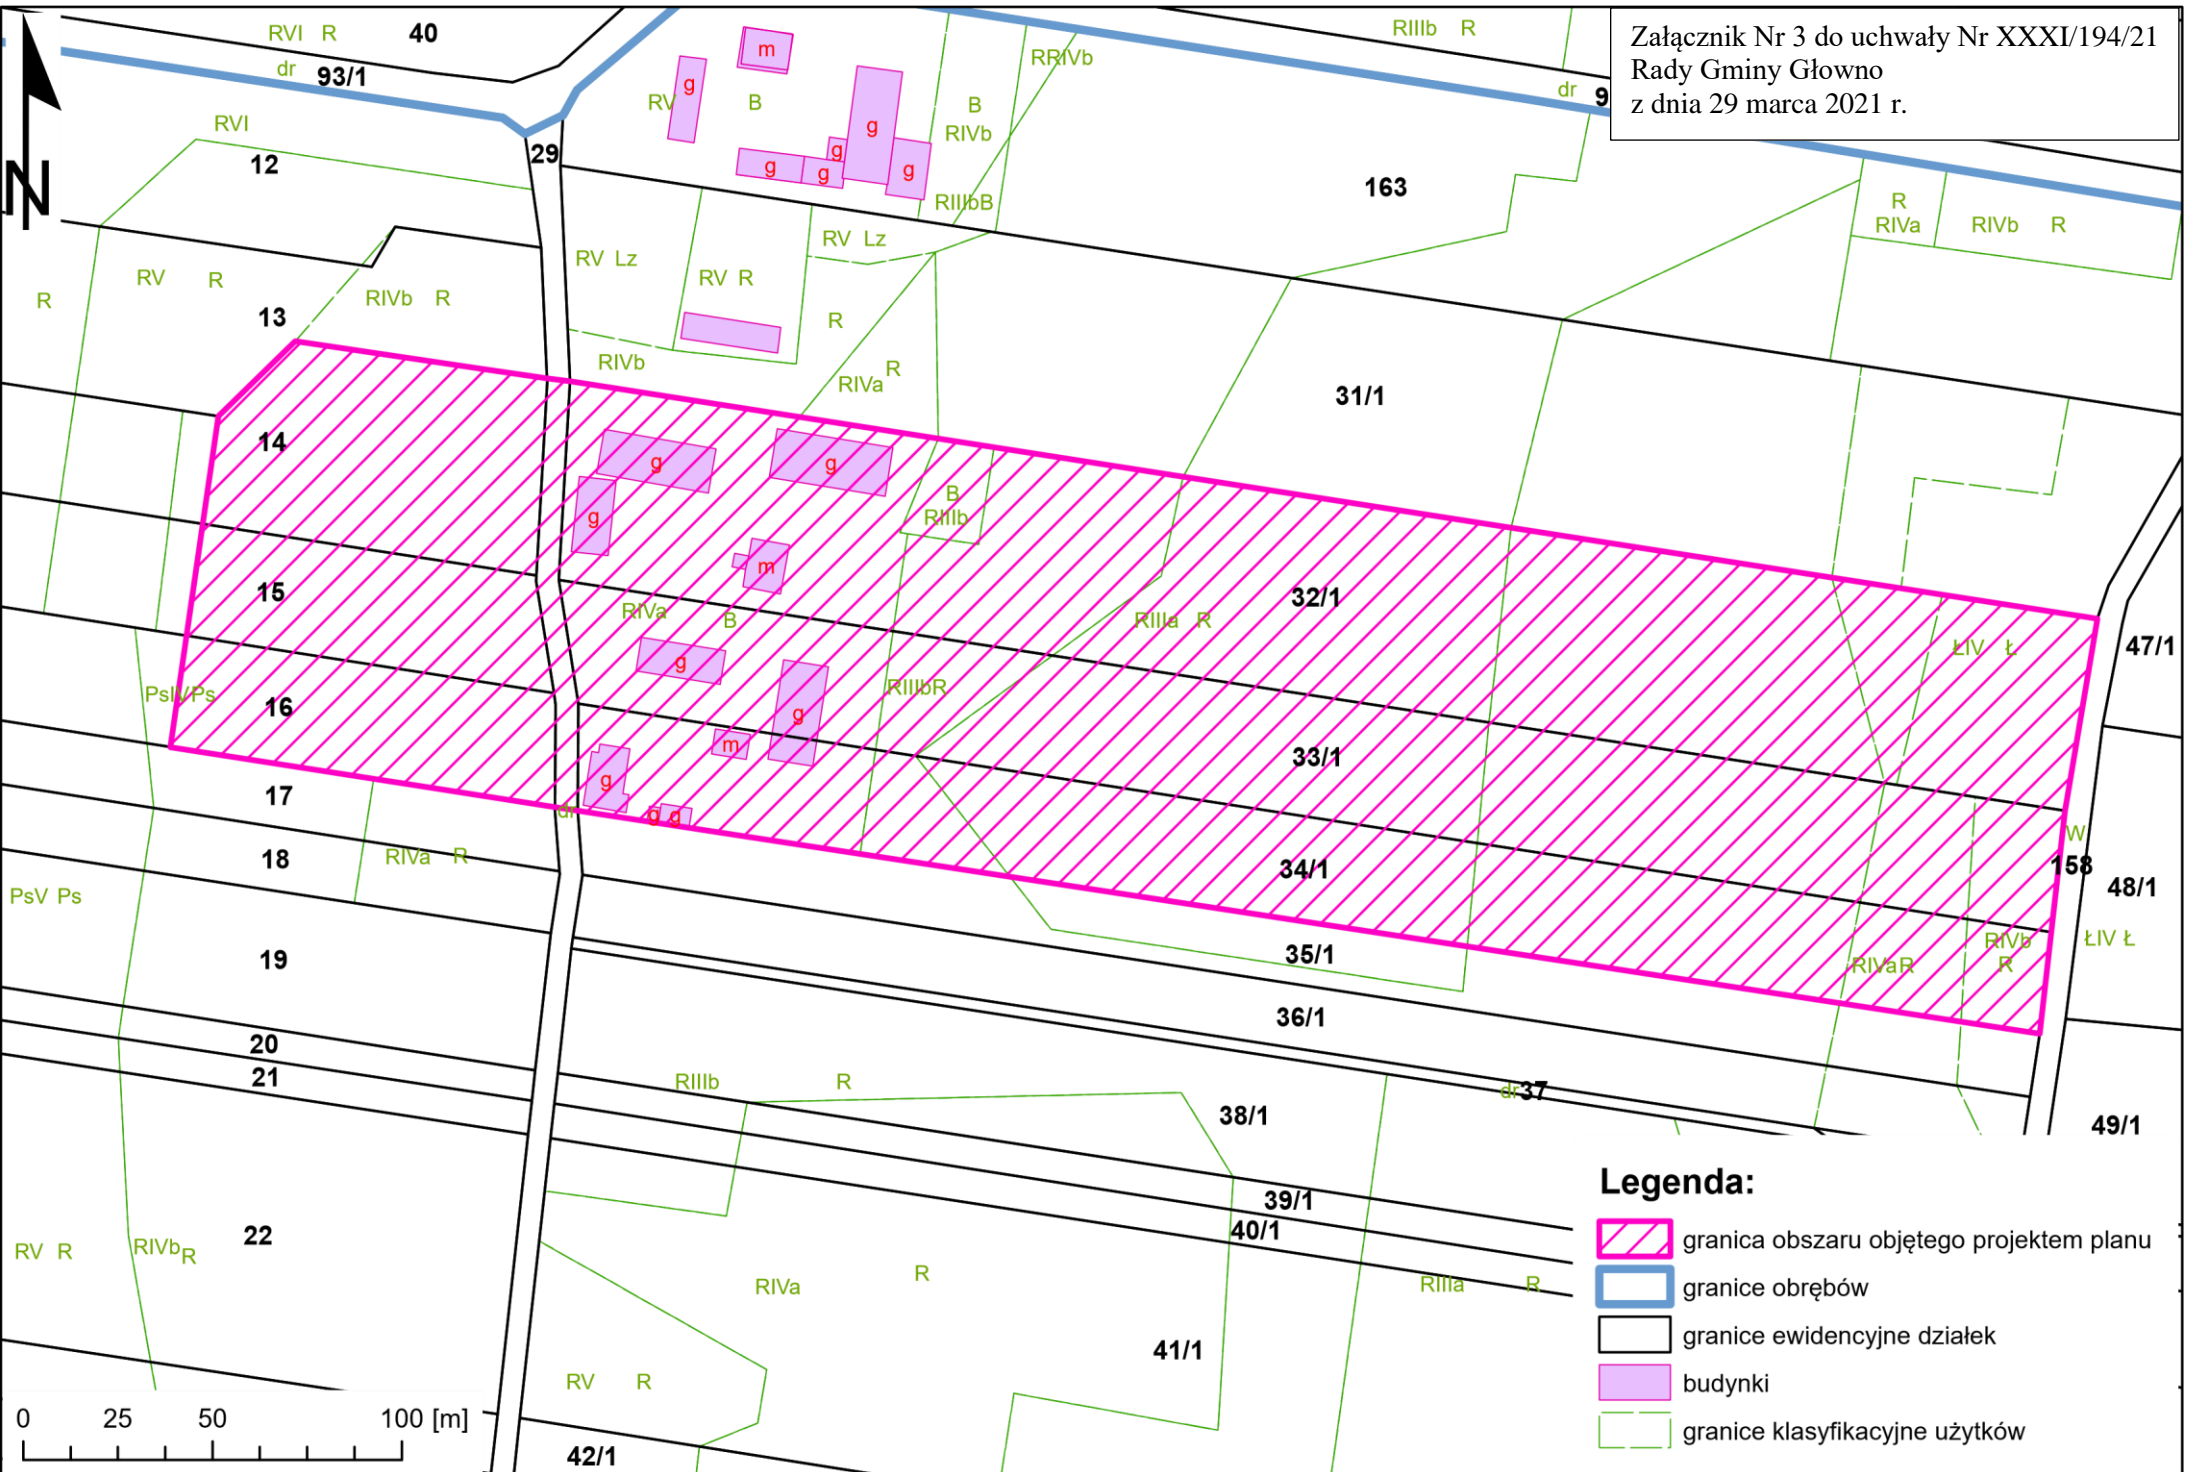 Załącznik Nr 3 do uchwały Nr XXXI/194/21
Rady Gminy Głowno
z dnia 29 marca 2021 r.
RVI R
40
dr
93/1
RVI
12
N
29
m
g
RV
B
g
g
g
g
g
B
RIVb
RRIVb
RIIIbB
RIIIb R
dr
9
163
R
RIVa
RIVb R
R
RV R
13
RIVb R
RV Lz
RV R
RV Lz
R
RIVb
RIVa R
31/1
14
g
g
g
B
RIIIb
m
15
RIVa
B
32/1
RIIIa R
ŁIV Ł
47/1
PsIVPs
16
g
RIIIbR
g
m
33/1
g
g g
dr
17
18
RIVa R
34/1
W
158
48/1
PsV Ps
19
35/1
RIVaR
RIVb
R
ŁIV Ł
36/1
20
21
RIIIb R
38/1
dr37
49/1
39/1
40/1
22
RV R
RIVbR
RIVa R
RIIIa R
41/1
RV R
42/1
0 25 50 100 [m]
Legenda:
granica obszaru objętego projektem planu
granice obrębów
granice ewidencyjne działek
budynki
granice klasyfikacyjne użytków